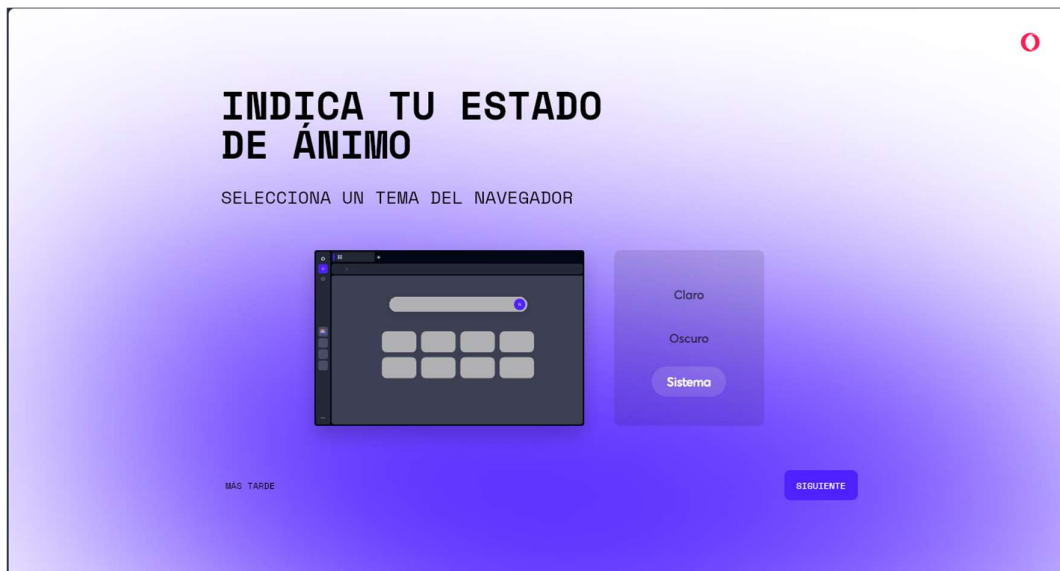 INDICA TU ESTADO
DE ÁNIMO
SELECCIONA UN TEMA DEL NAVEGADOR
Claro
Oscuro
Sistema
MÁS TARDE
SIGUIENTE